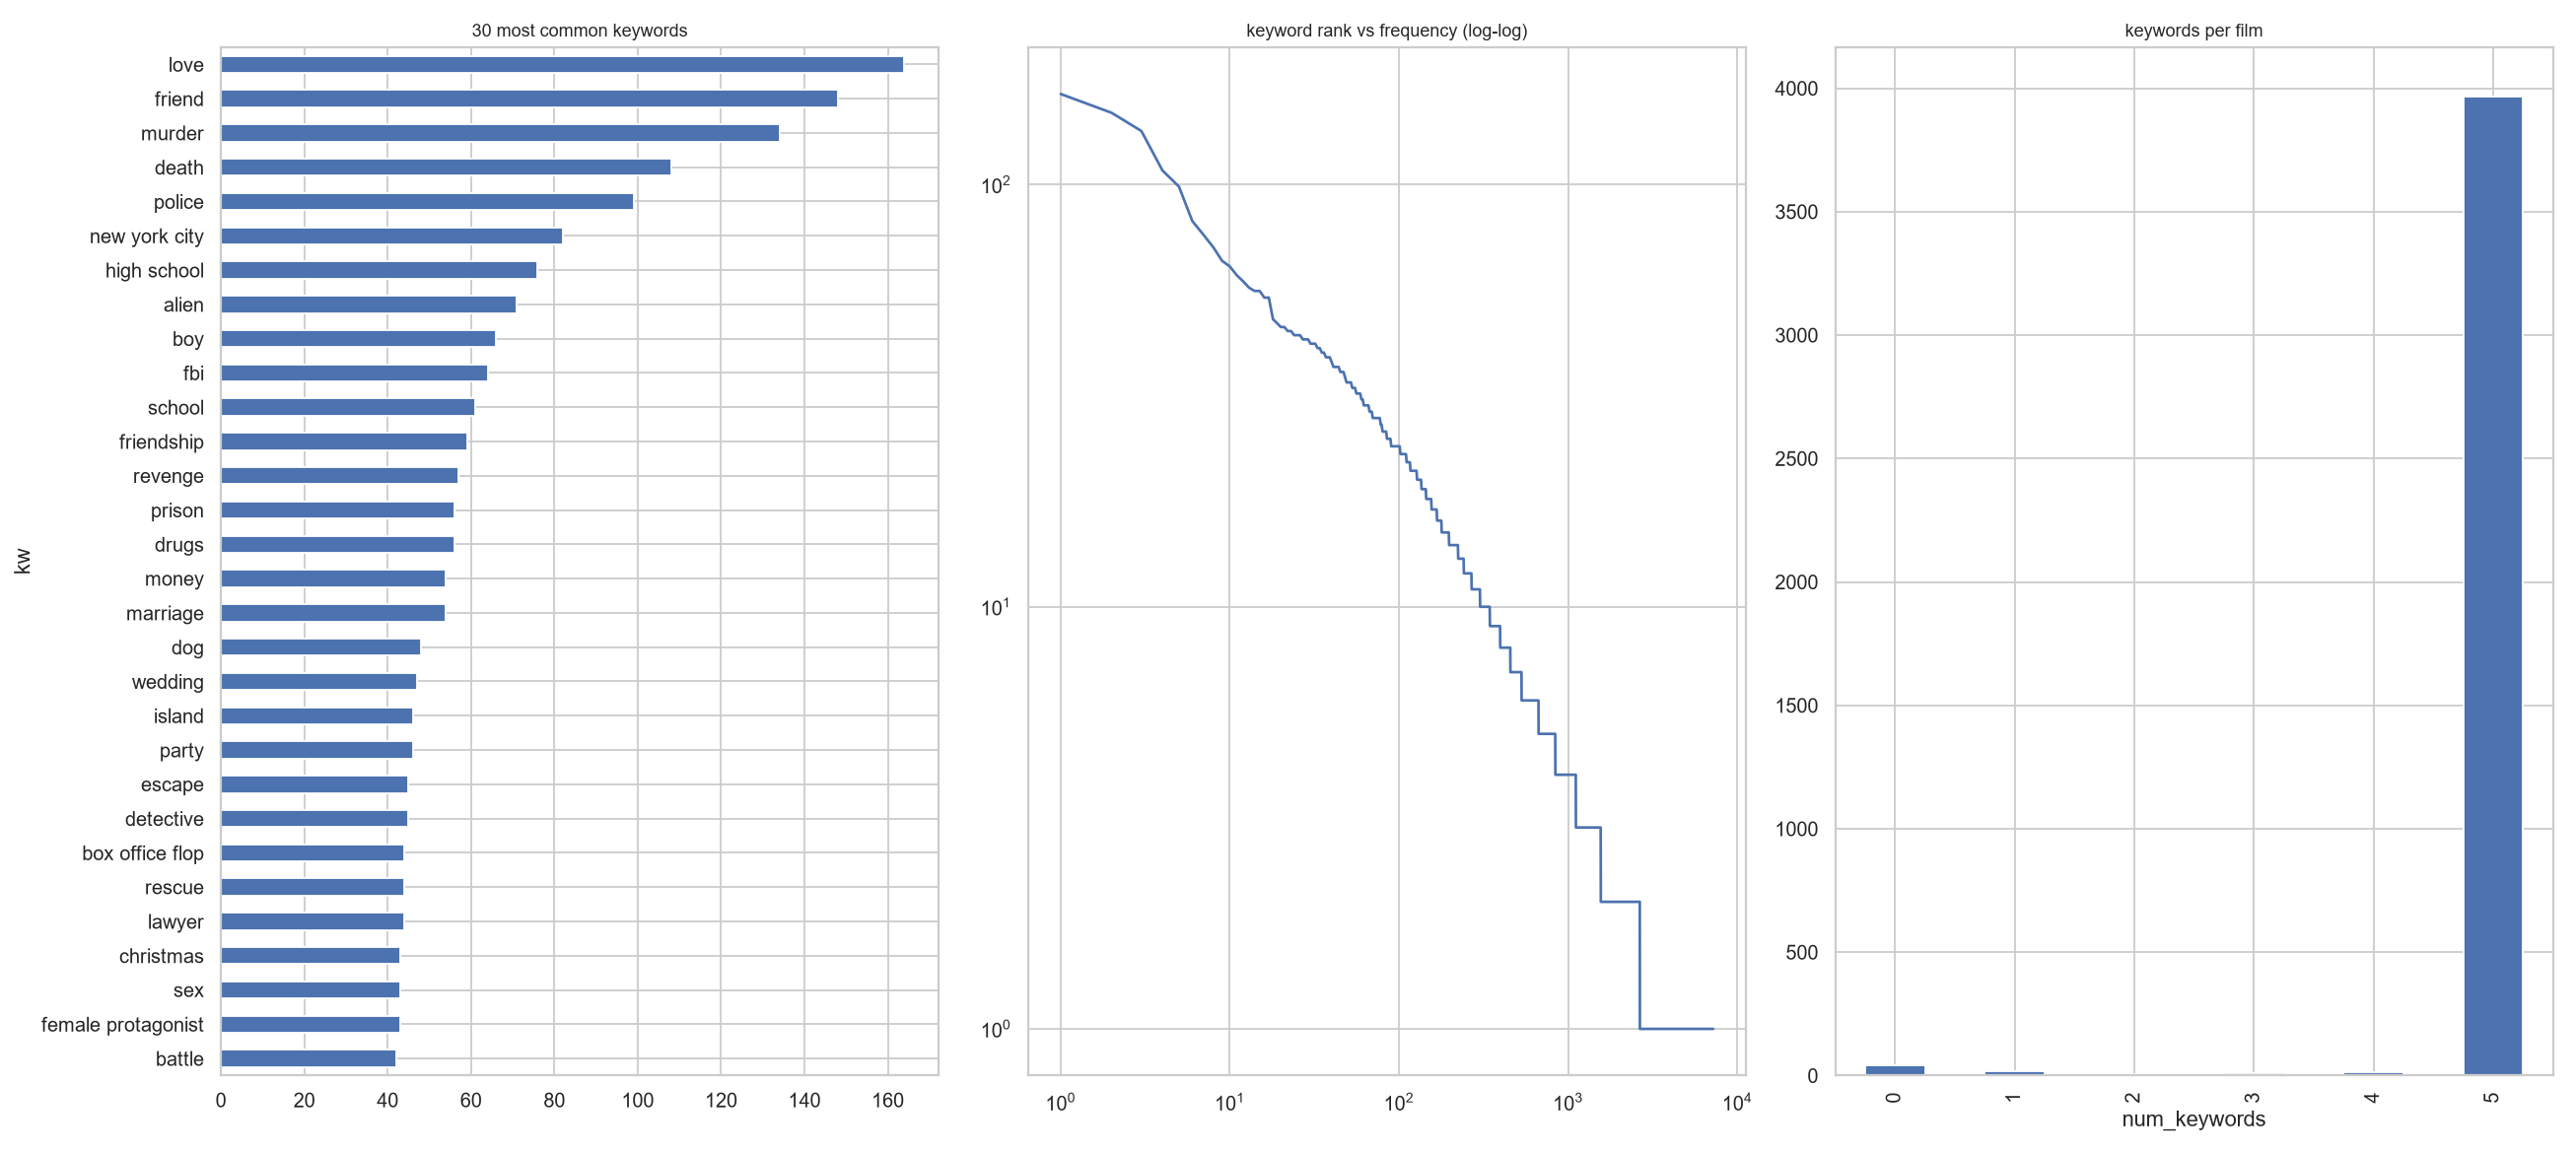 30 most common keywords
kw
love
friend
murder
death
police
new york city
high school
alien
boy
fbi
school
friendship
revenge
prison
drugs
money
marriage
dog
wedding
island
party
escape
detective
box office flop
rescue
lawyer
christmas
sex
female protagonist
battle
0 20 40 60 80 100 120 140 160
keyword rank vs frequency (log-log)
10²
10¹
10⁰
10⁰ 10¹ 10² 10³ 10⁴
keywords per film
4000
3500
3000
2500
2000
1500
1000
500
0
0 1 2 3 4 5
num_keywords